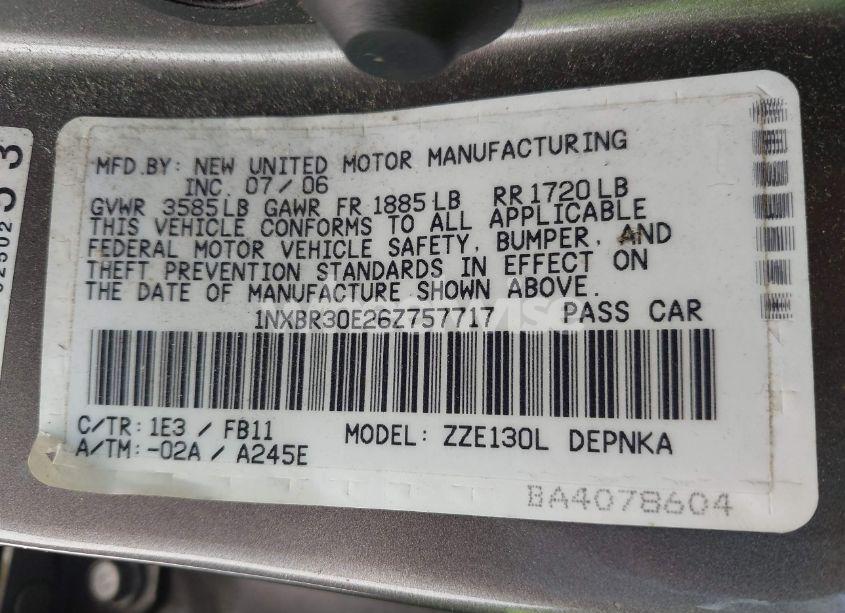 MFD.BY: NEW UNITED MOTOR MANUFACTURING
INC. 07/06
GVWR 3585LB GAWR FR 1885LB RR 1720LB
THIS VEHICLE CONFORMS TO ALL APPLICABLE
FEDERAL MOTOR VEHICLE SAFETY, BUMPER, AND
THEFT PREVENTION STANDARDS IN EFFECT ON
THE DATE OF MANUFACTURE SHOWN ABOVE.
1NXBR30E26Z757717 PASS CAR
C/TR: 1E3 / FB11 MODEL: ZZE130L DEPNKA
A/TM: -02A / A245E
BA4078604